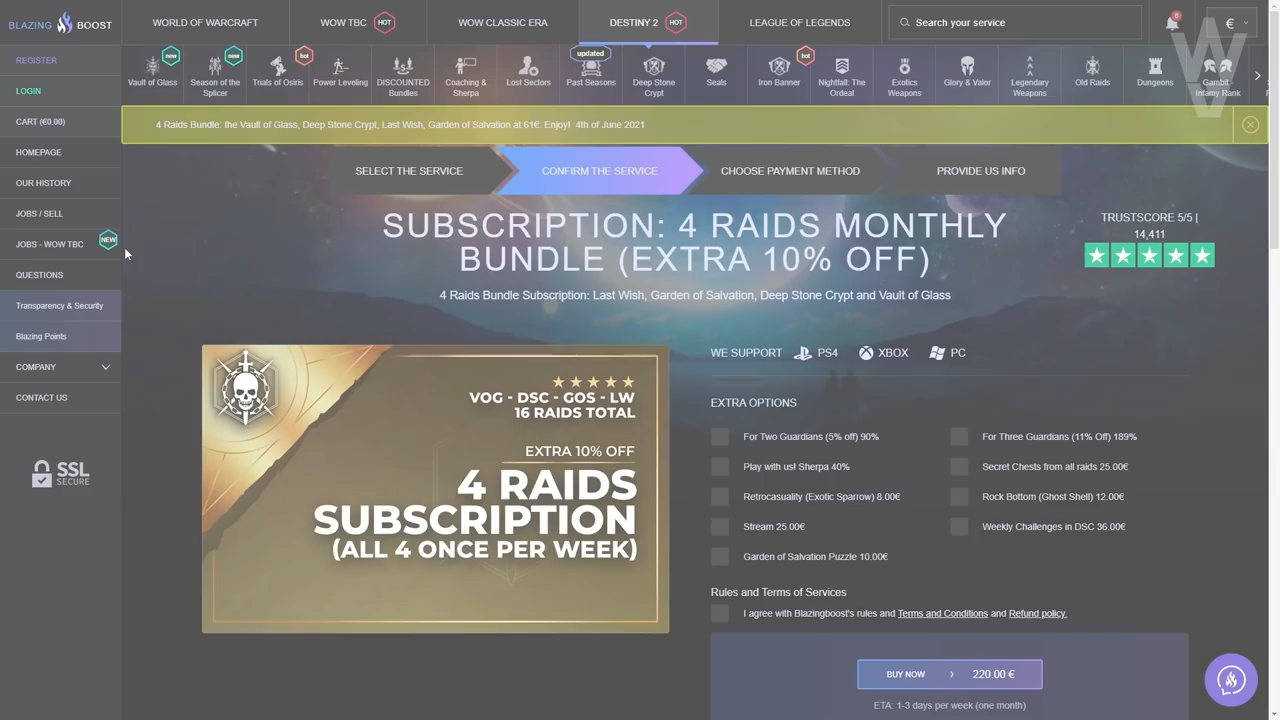 BLAZING BOOST
WORLD OF WARCRAFT
WOW TBC
HOT
WOW CLASSIC ERA
DESTINY 2
HOT
LEAGUE OF LEGENDS
Search your service
€
W
REGISTER
LOGIN
CART (€0.00)
HOMEPAGE
OUR HISTORY
JOBS / SELL
JOBS - WOW TBC
NEW
QUESTIONS
Transparency & Security
Blazing Points
COMPANY
CONTACT US
SSL
SECURE
new
Vault of Glass
new
Season of the
Splicer
hot
Trials of Osiris
Power Leveling
DISCOUNTED
Bundles
Coaching &
Sherpa
Lost Sectors
updated
Past Seasons
Deep Stone
Crypt
Seals
hot
Iron Banner
Nightfall: The
Ordeal
Exotics
Weapons
Glory & Valor
Legendary
Weapons
Old Raids
Dungeons
Gambit -
Infamy Rank
4 Raids Bundle: the Vault of Glass, Deep Stone Crypt, Last Wish, Garden of Salvation at 61€. Enjoy! 4th of June 2021
SELECT THE SERVICE
CONFIRM THE SERVICE
CHOOSE PAYMENT METHOD
PROVIDE US INFO
SUBSCRIPTION: 4 RAIDS MONTHLY
BUNDLE (EXTRA 10% OFF)
4 Raids Bundle Subscription: Last Wish, Garden of Salvation, Deep Stone Crypt and Vault of Glass
TRUSTSCORE 5/5 |
14,411
VOG - DSC - GOS - LW
16 RAIDS TOTAL
EXTRA 10% OFF
4 RAIDS
SUBSCRIPTION
(ALL 4 ONCE PER WEEK)
WE SUPPORT PS4 XBOX PC
EXTRA OPTIONS
For Two Guardians (5% off) 90%
For Three Guardians (11% Off) 189%
Play with us! Sherpa 40%
Secret Chests from all raids 25.00€
Retrocasuality (Exotic Sparrow) 8.00€
Rock Bottom (Ghost Shell) 12.00€
Stream 25.00€
Weekly Challenges in DSC 36.00€
Garden of Salvation Puzzle 10.00€
Rules and Terms of Services
I agree with Blazingboost's rules and Terms and Conditions and Refund policy.
BUY NOW 220.00 €
ETA: 1-3 days per week (one month)